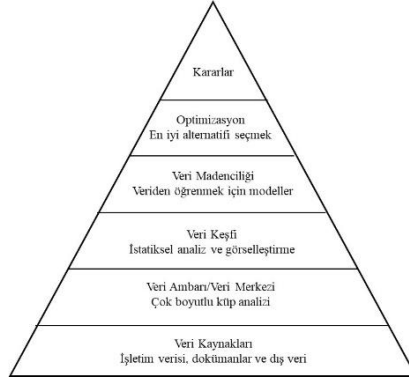 Kararlar
Optimizasyon
En iyi alternatifi seçmek
Veri Madenciliği
Veriden öğrenmek için modeller
Veri Keşfi
İstatiksel analiz ve görselleştirme
Veri Ambarı/Veri Merkezi
Çok boyutlu küp analizi
Veri Kaynakları
İşletim verisi, dokümanlar ve dış veri